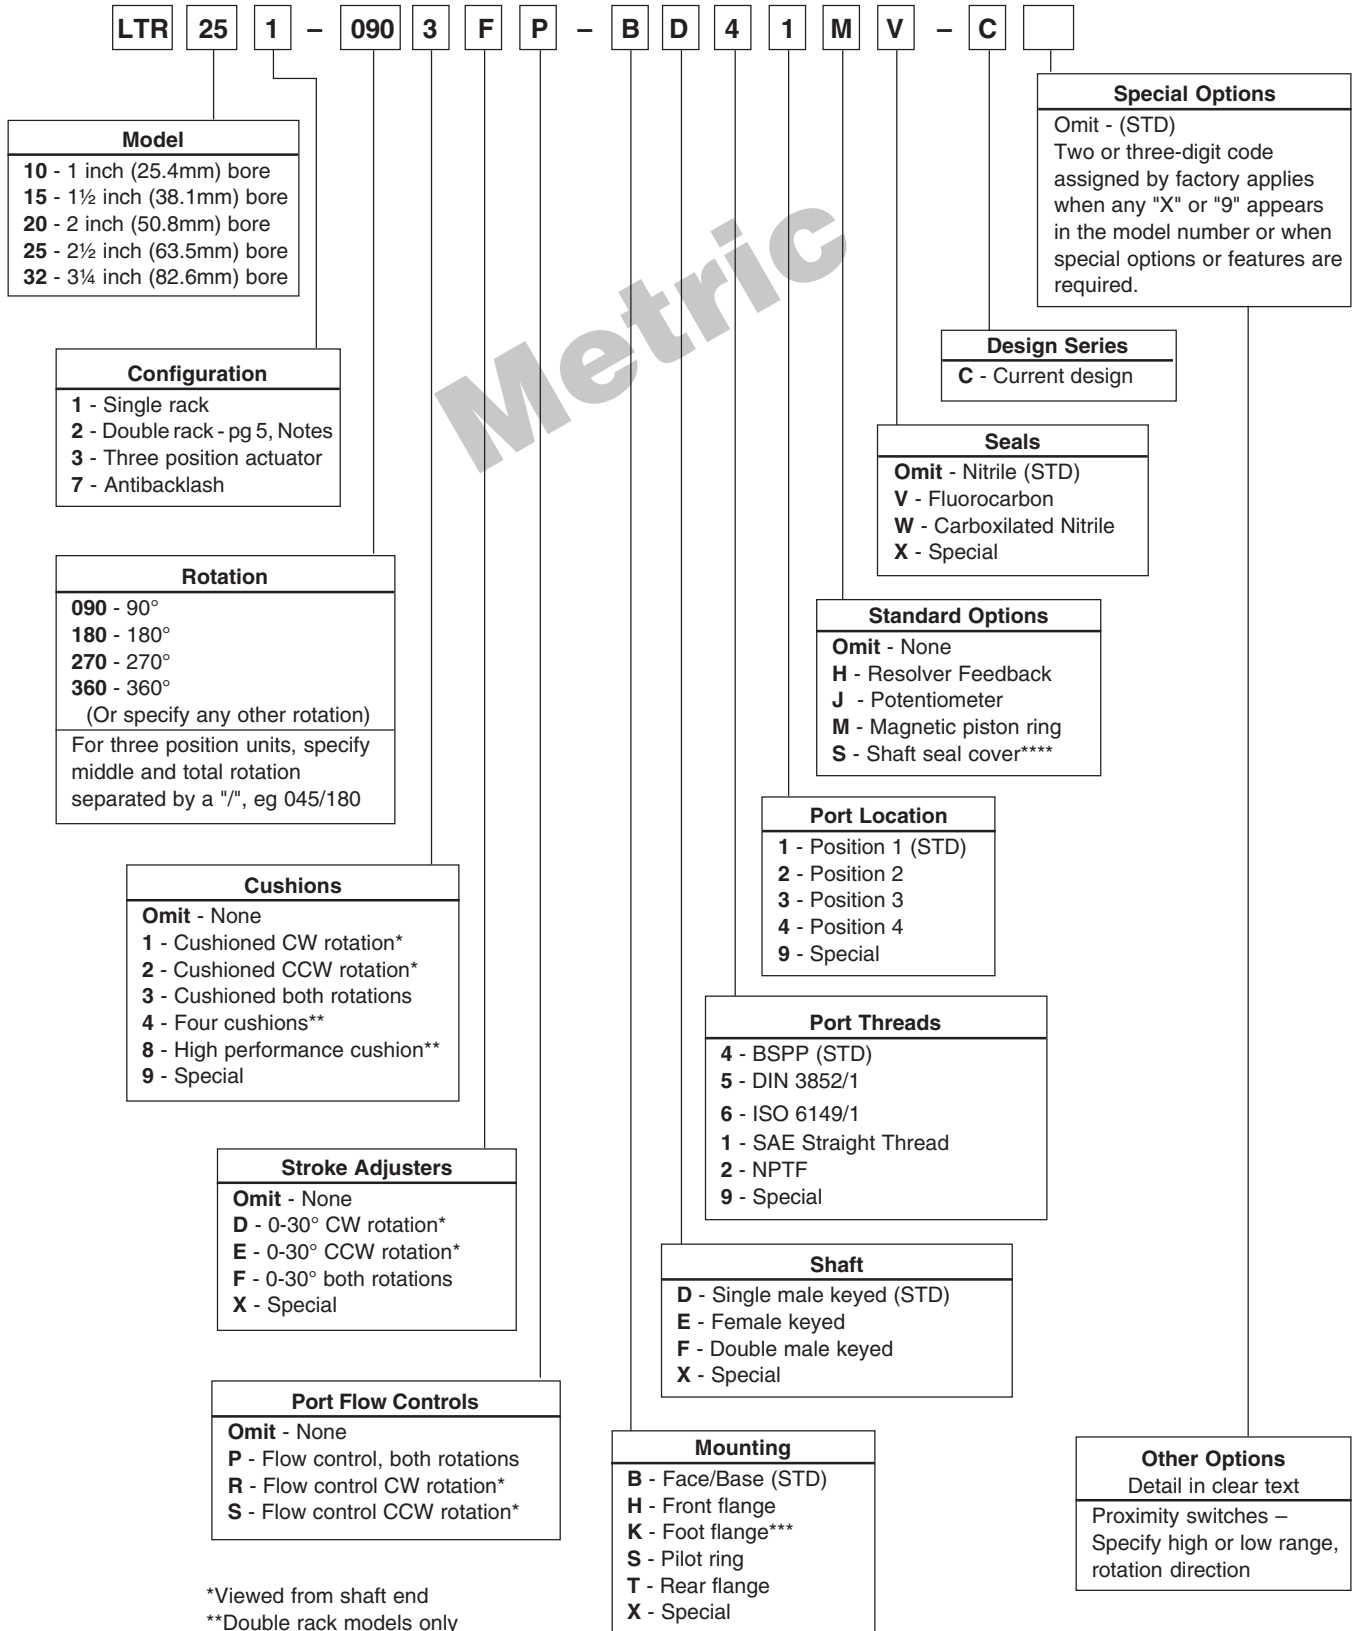 LTR 25 1 – 090 3 F P – B D 4 1 M V – C
Special Options
Omit - (STD)
Two or three-digit code
assigned by factory applies
when any "X" or "9" appears
in the model number or when
special options or features are
required.
Model
10 - 1 inch (25.4mm) bore
15 - 1½ inch (38.1mm) bore
20 - 2 inch (50.8mm) bore
25 - 2½ inch (63.5mm) bore
32 - 3¼ inch (82.6mm) bore
Metric
Design Series
C - Current design
Configuration
1 - Single rack
2 - Double rack - pg 5, Notes
3 - Three position actuator
7 - Antibacklash
Seals
Omit - Nitrile (STD)
V - Fluorocarbon
W - Carboxilated Nitrile
X - Special
Rotation
090 - 90°
180 - 180°
270 - 270°
360 - 360°
(Or specify any other rotation)
For three position units, specify
middle and total rotation
separated by a "/", eg 045/180
Standard Options
Omit - None
H - Resolver Feedback
J - Potentiometer
M - Magnetic piston ring
S - Shaft seal cover****
Port Location
1 - Position 1 (STD)
2 - Position 2
3 - Position 3
4 - Position 4
9 - Special
Cushions
Omit - None
1 - Cushioned CW rotation*
2 - Cushioned CCW rotation*
3 - Cushioned both rotations
4 - Four cushions**
8 - High performance cushion**
9 - Special
Port Threads
4 - BSPP (STD)
5 - DIN 3852/1
6 - ISO 6149/1
1 - SAE Straight Thread
2 - NPTF
9 - Special
Stroke Adjusters
Omit - None
D - 0-30° CW rotation*
E - 0-30° CCW rotation*
F - 0-30° both rotations
X - Special
Shaft
D - Single male keyed (STD)
E - Female keyed
F - Double male keyed
X - Special
Port Flow Controls
Omit - None
P - Flow control, both rotations
R - Flow control CW rotation*
S - Flow control CCW rotation*
Mounting
B - Face/Base (STD)
H - Front flange
K - Foot flange***
S - Pilot ring
T - Rear flange
X - Special
Other Options
Detail in clear text
Proximity switches –
Specify high or low range,
rotation direction
*Viewed from shaft end
**Double rack models only